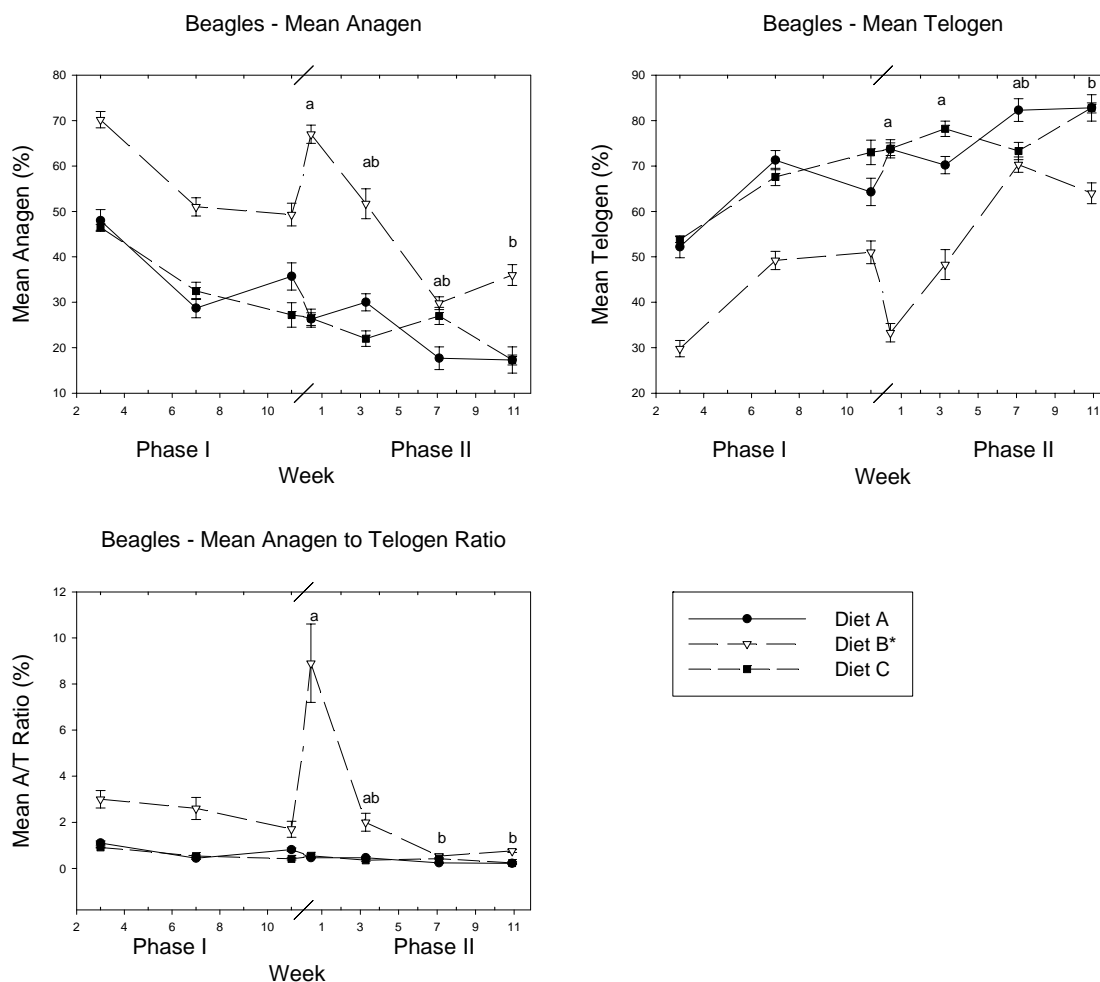 Beagles - Mean Anagen
Mean Anagen (%)
80
70
60
50
40
30
20
10
a
ab
ab
b
2 4 6 8 10 1 3 5 7 9 11
Phase I Phase II
Week
Beagles - Mean Telogen
Mean Telogen (%)
90
80
70
60
50
40
30
20
a
a
ab
b
2 4 6 8 10 1 3 5 7 9 11
Phase I Phase II
Week
Beagles - Mean Anagen to Telogen Ratio
Mean A/T Ratio (%)
12
10
8
6
4
2
0
a
ab
b
b
2 4 6 8 10 1 3 5 7 9 11
Phase I Phase II
Week
Diet A
Diet B*
Diet C